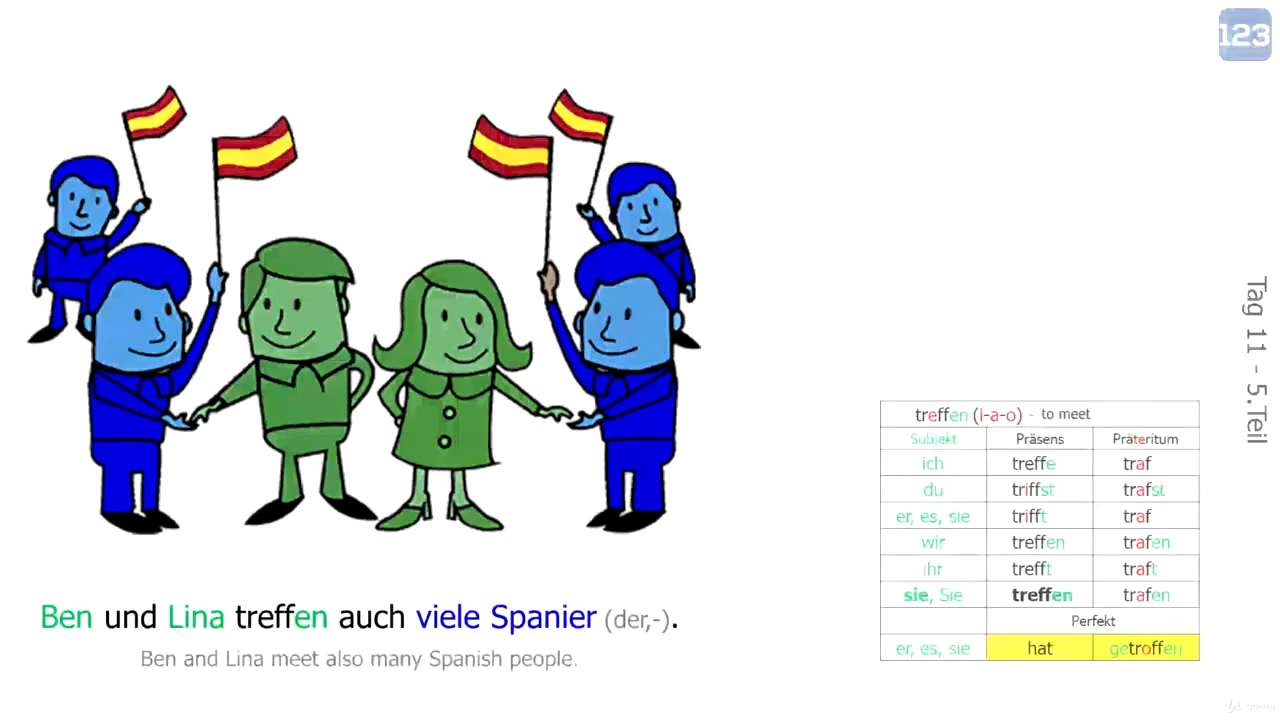 123
Tag 11 - 5.Teil
treffen (i-a-o) - to meet
Subjekt Präsens Präteritum
ich treffe traf
du triffst trafst
er, es, sie trifft traf
wir treffen trafen
ihr trefft traft
sie, Sie treffen trafen
Perfekt
er, es, sie hat getroffen
Ben und Lina treffen auch viele Spanier (der,-).
Ben and Lina meet also many Spanish people.